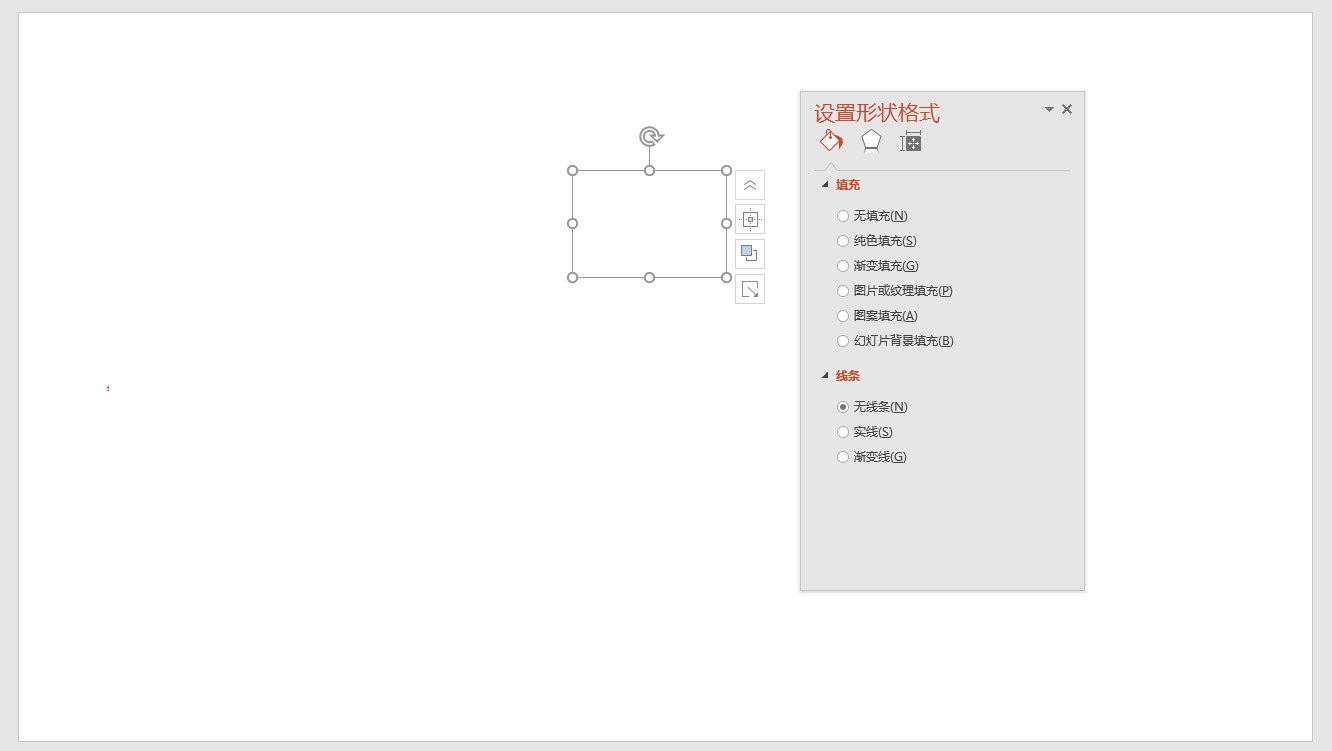 设置形状格式
填充
无填充(N)
纯色填充(S)
渐变填充(G)
图片或纹理填充(P)
图案填充(A)
幻灯片背景填充(B)
线条
无线条(N)
实线(S)
渐变线(G)